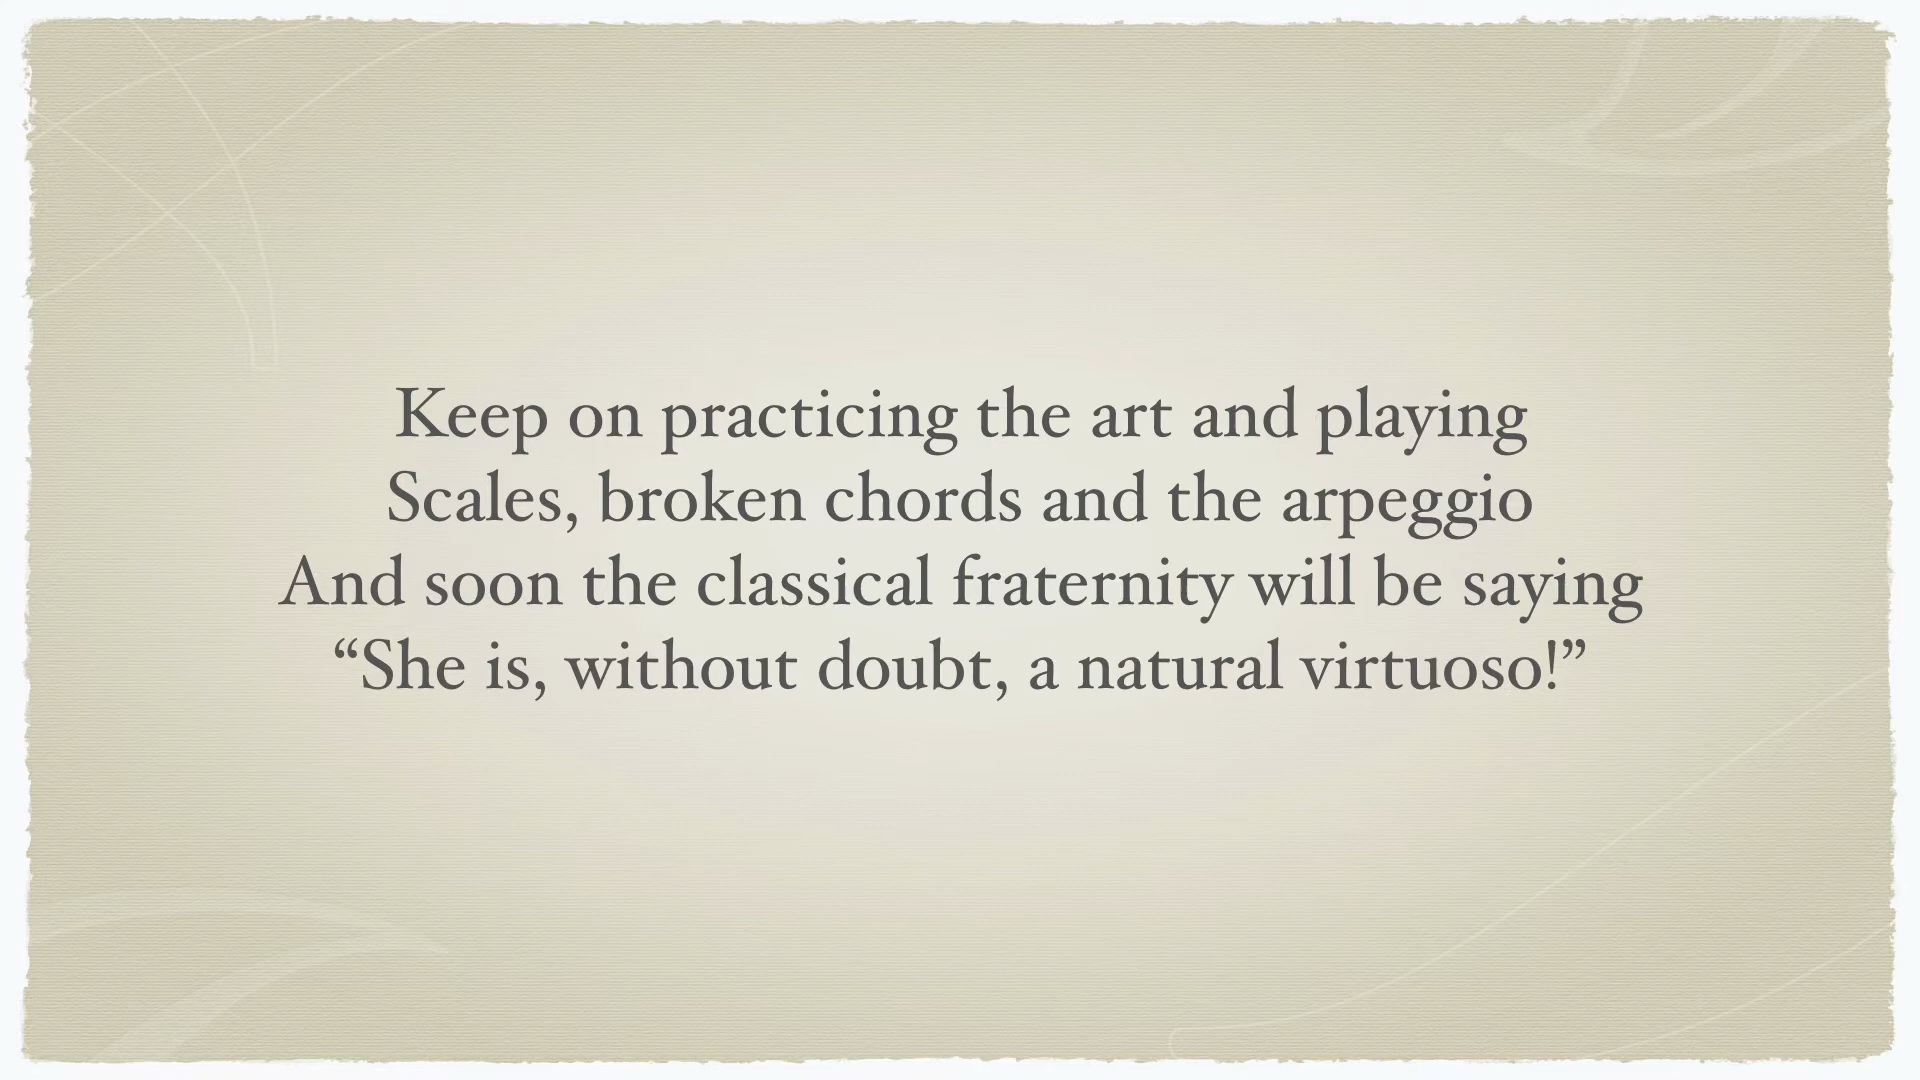 Keep on practicing the art and playing
Scales, broken chords and the arpeggio
And soon the classical fraternity will be saying
“She is, without doubt, a natural virtuoso!”